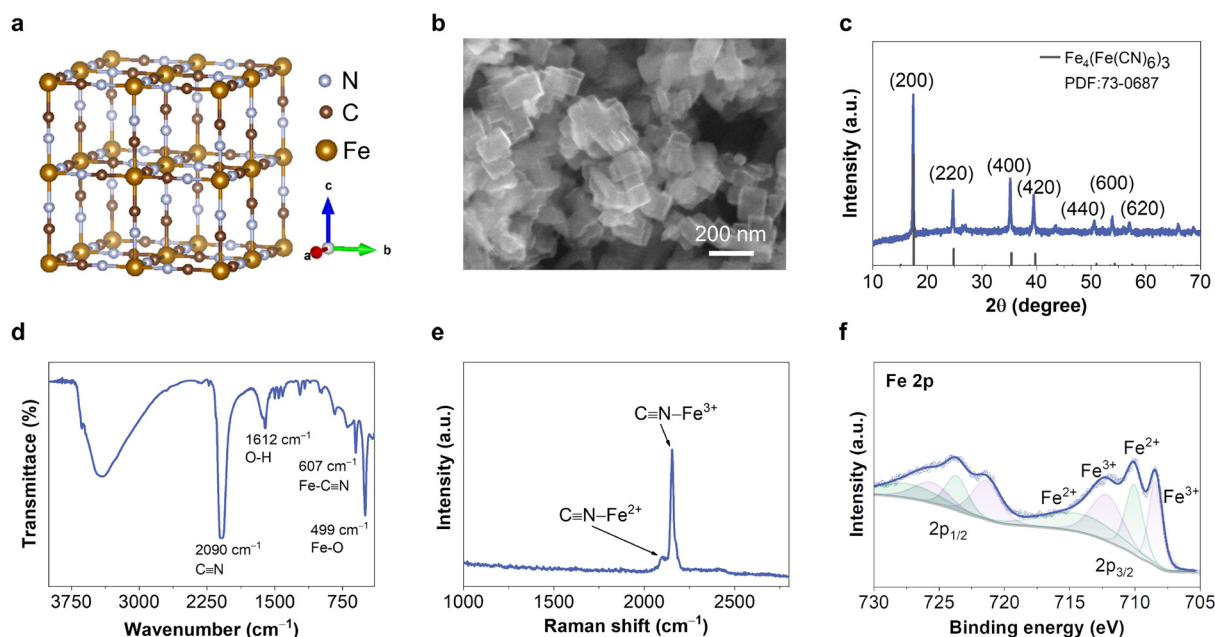 a
N
C
Fe
c
a
b
b
200 nm
c
Intensity (a.u.)
Fe₄(Fe(CN)₆)₃
PDF:73-0687
(200)
(220)
(400)
(420)
(440)
(600)
(620)
10 20 30 40 50 60 70
2θ (degree)
d
Transmittace (%)
1612 cm⁻¹
O-H
607 cm⁻¹
Fe-C≡N
499 cm⁻¹
Fe-O
2090 cm⁻¹
C≡N
3750 3000 2250 1500 750
Wavenumber (cm⁻¹)
e
Intensity (a.u.)
C≡N–Fe³⁺
C≡N–Fe²⁺
1000 1500 2000 2500
Raman shift (cm⁻¹)
f
Intensity (a.u.)
Fe 2p
Fe²⁺
Fe³⁺
Fe²⁺
Fe³⁺
2p₁/₂
2p₃/₂
730 725 720 715 710 705
Binding energy (eV)